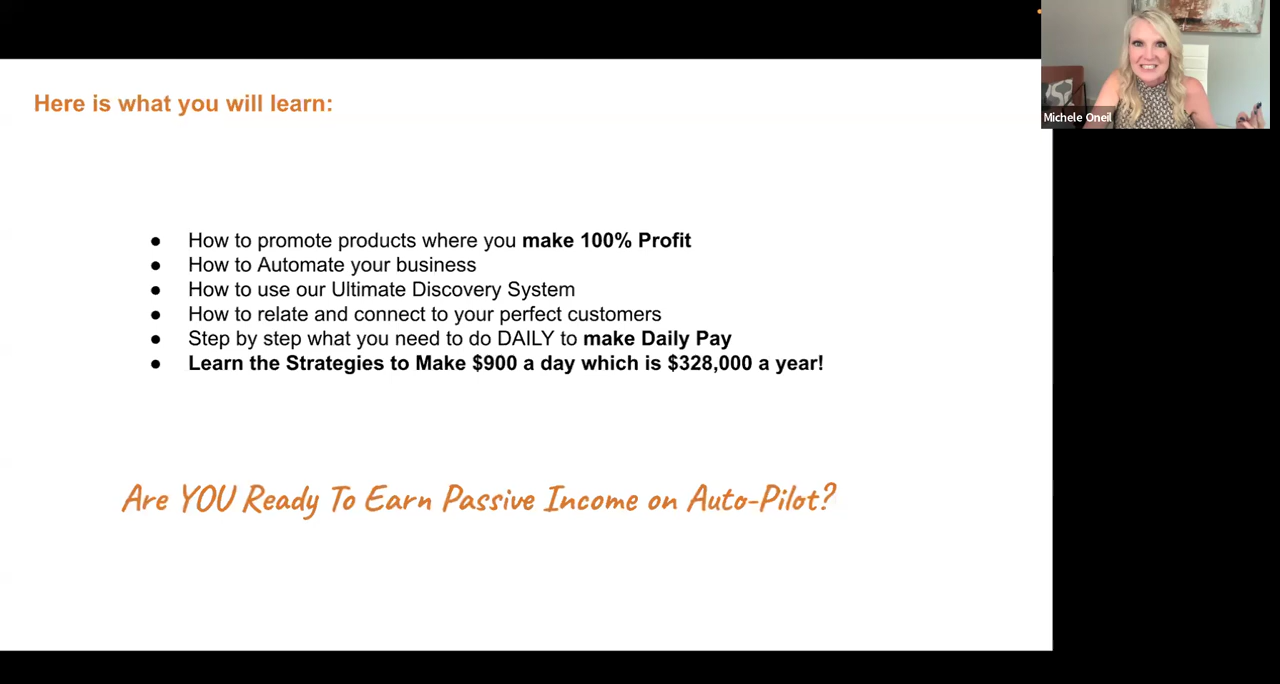 Here is what you will learn:
Michele Oneil
● How to promote products where you make 100% Profit
● How to Automate your business
● How to use our Ultimate Discovery System
● How to relate and connect to your perfect customers
● Step by step what you need to do DAILY to make Daily Pay
● Learn the Strategies to Make $900 a day which is $328,000 a year!
Are YOU Ready To Earn Passive Income on Auto-Pilot?